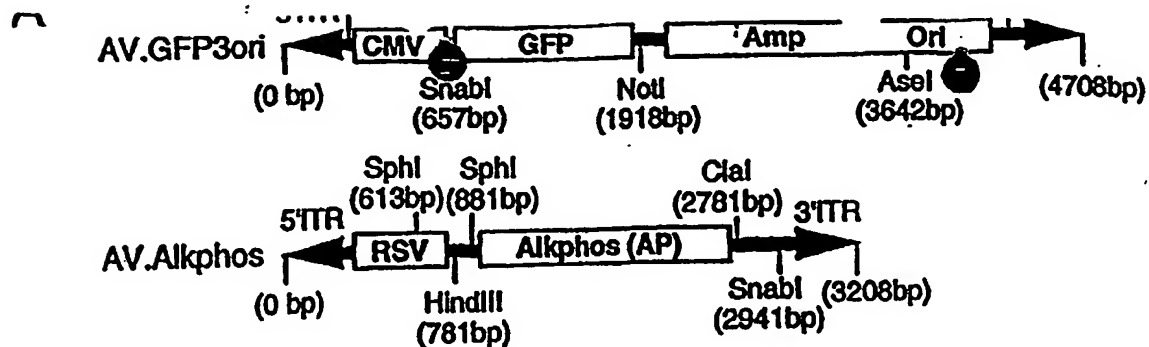 AV.GFP3ori CMV GFP Amp Ori
SnabI NotI AseI
(0 bp) (657bp) (1918bp) (3642bp) (4708bp)
SphI SphI ClaI
(613bp) (881bp) (2781bp)
5'ITR 3'ITR
AV.Alkphos RSV Alkphos (AP)
(0 bp) HindIII SnabI (3208bp)
(781bp) (2941bp)